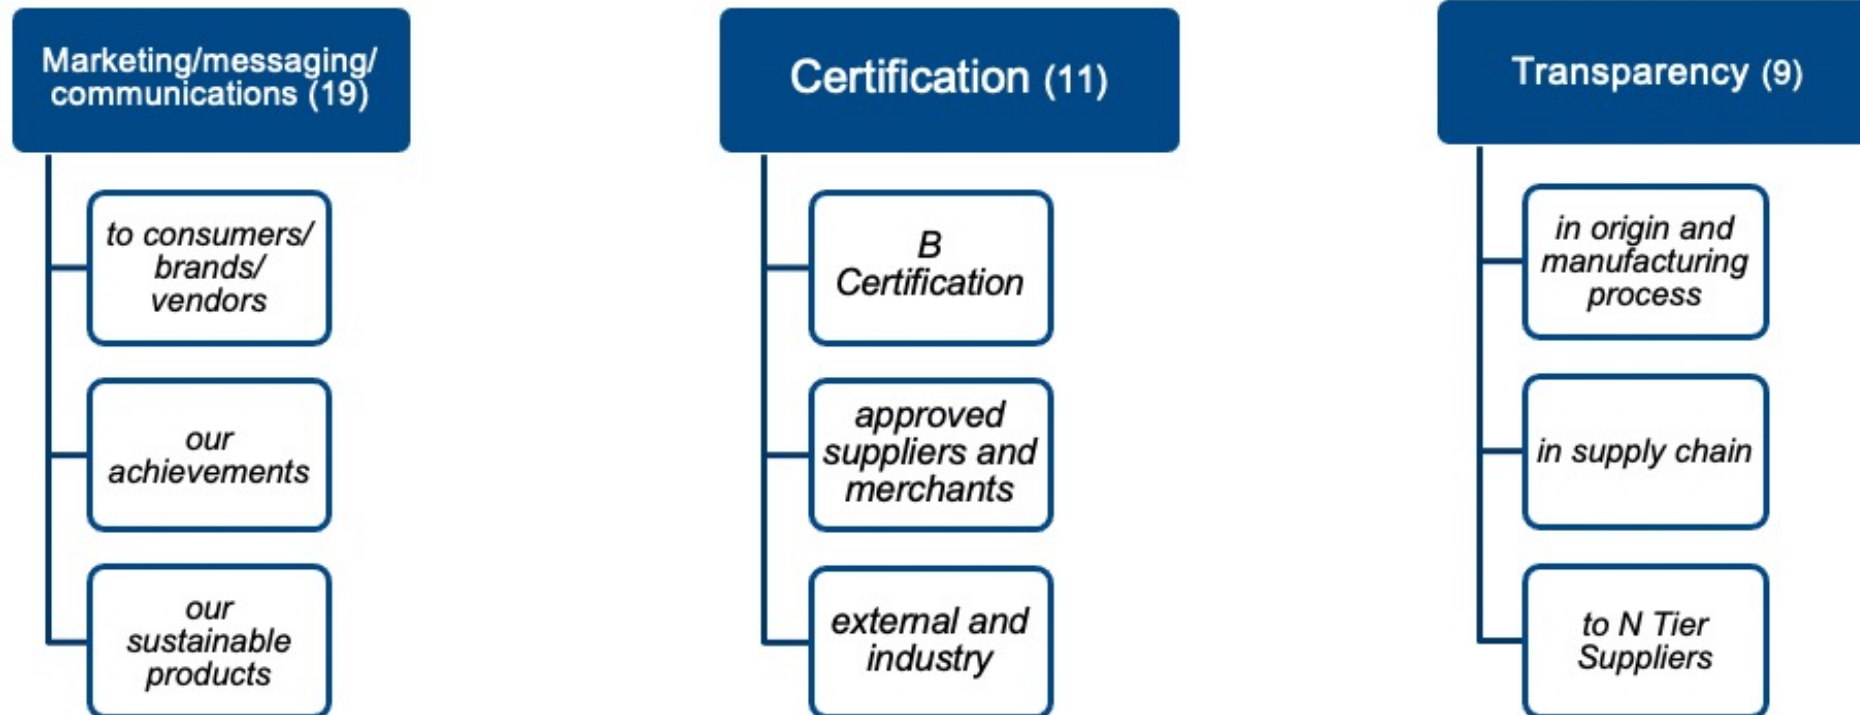 Marketing/messaging/
communications (19)
to consumers/
brands/
vendors
our
achievements
our
sustainable
products
Certification (11)
B
Certification
approved
suppliers and
merchants
external and
industry
Transparency (9)
in origin and
manufacturing
process
in supply chain
to N Tier
Suppliers